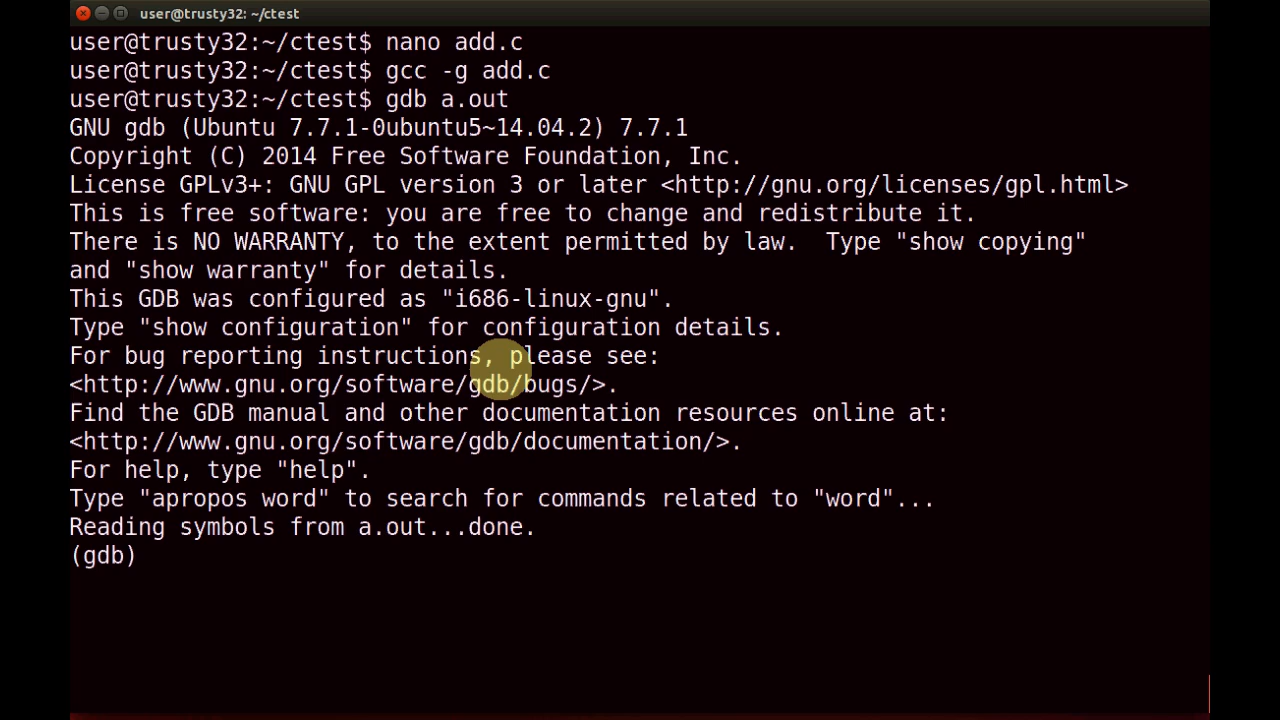 user@trusty32: ~/ctest
user@trusty32:~/ctest$ nano add.c
user@trusty32:~/ctest$ gcc -g add.c
user@trusty32:~/ctest$ gdb a.out
GNU gdb (Ubuntu 7.7.1-0ubuntu5~14.04.2) 7.7.1
Copyright (C) 2014 Free Software Foundation, Inc.
License GPLv3+: GNU GPL version 3 or later <http://gnu.org/licenses/gpl.html>
This is free software: you are free to change and redistribute it.
There is NO WARRANTY, to the extent permitted by law.  Type "show copying"
and "show warranty" for details.
This GDB was configured as "i686-linux-gnu".
Type "show configuration" for configuration details.
For bug reporting instructions, please see:
<http://www.gnu.org/software/gdb/bugs/>.
Find the GDB manual and other documentation resources online at:
<http://www.gnu.org/software/gdb/documentation/>.
For help, type "help".
Type "apropos word" to search for commands related to "word"...
Reading symbols from a.out...done.
(gdb)